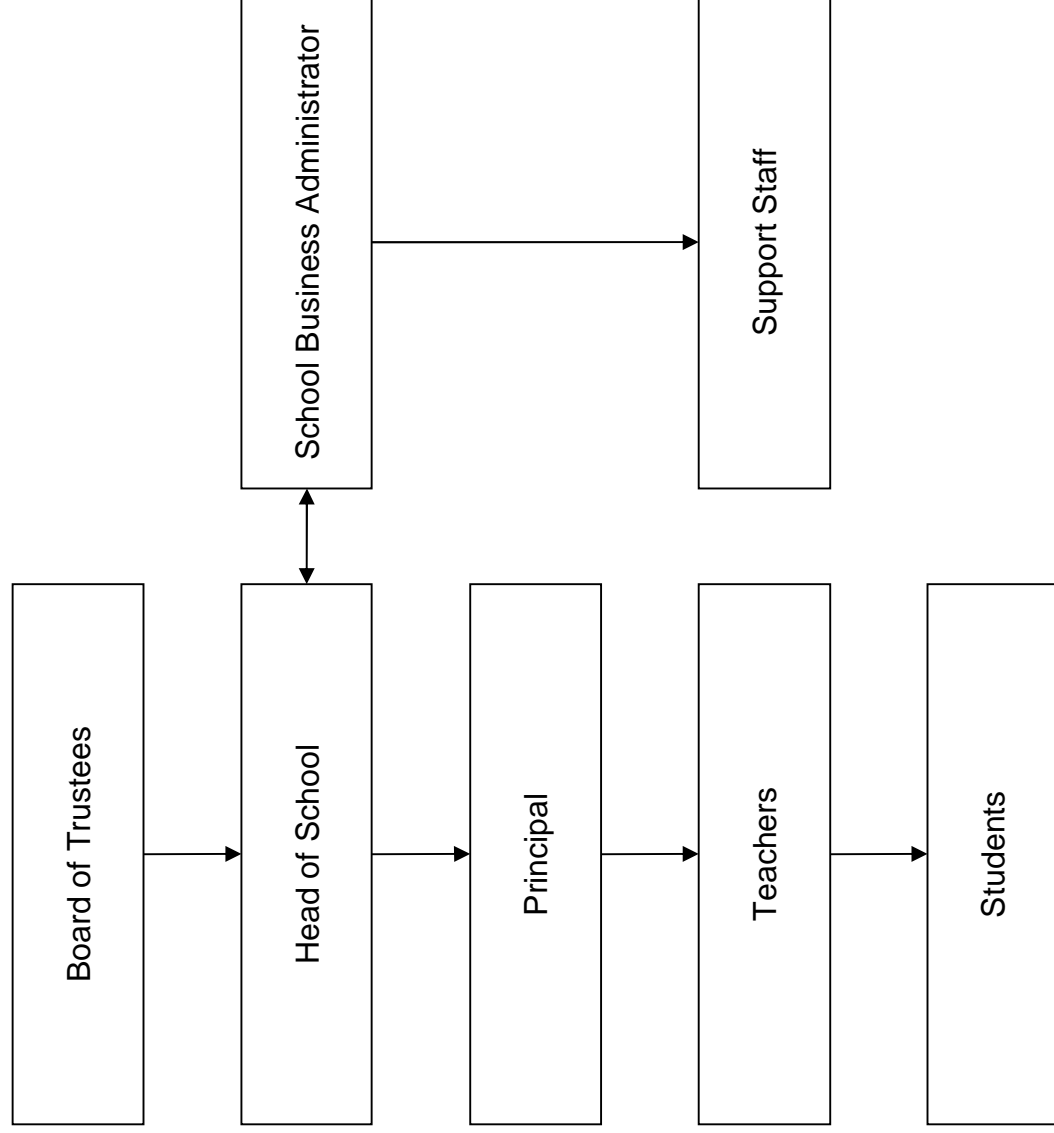 Board of Trustees
Head of School
School Business Administrator
Principal
Teachers
Support Staff
Students